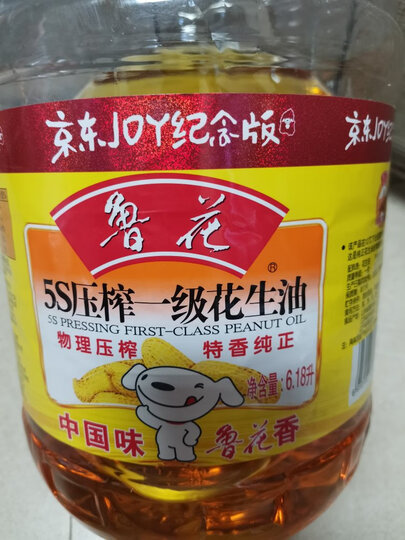 京东JOY纪念版
京东JOY纪念
鲁花
®
5S压榨一级花生油
5S PRESSING FIRST-CLASS PEANUT OIL
物理压榨 特香纯正
净含量:6.18升
中国味 鲁花香